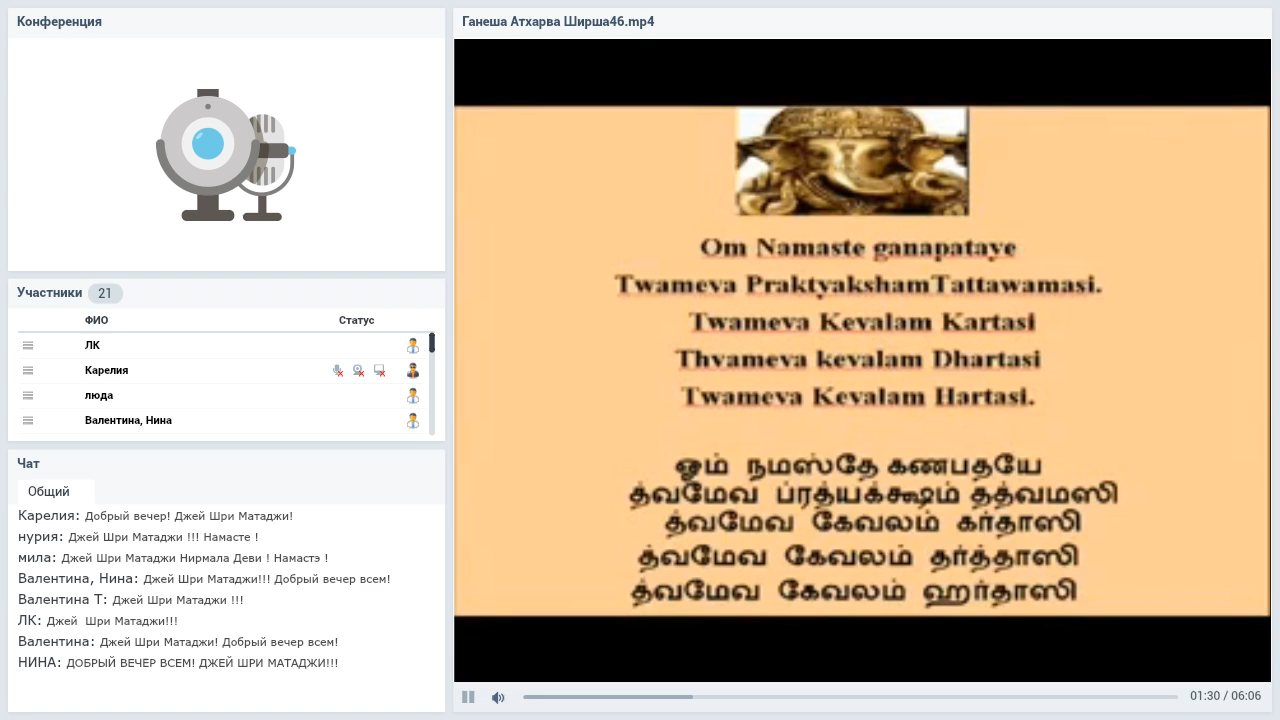 Конференция
Участники 21
ФИО Статус
ЛК
Карелия
люда
Валентина, Нина
Чат
Общий
Карелия: Добрый вечер! Джей Шри Матаджи!
нурия: Джей Шри Матаджи !!! Намасте !
мила: Джей Шри Матаджи Нирмала Деви ! Намастэ !
Валентина, Нина: Джей Шри Матаджи!!! Добрый вечер всем!
Валентина Т: Джей Шри Матаджи !!!
ЛК: Джей  Шри Матаджи!!!
Валентина: Джей Шри Матаджи! Добрый вечер всем!
НИНА: ДОБРЫЙ ВЕЧЕР ВСЕМ! ДЖЕЙ ШРИ МАТАДЖИ!!!
Ганеша Атхарва Ширша46.mp4
Om Namaste ganapataye
Twameva PraktyakshamTattawamasi.
Twameva Kevalam Kartasi
Thvameva kevalam Dhartasi
Twameva Kevalam Hartasi.
ஓம் நமஸ்தே கணபதயே
த்வமேவ ப்ரத்யக்க்ஷம் தத்வமஸி
த்வமேவ கேவலம் கர்தாஸி
த்வமேவ கேவலம் தர்த்தாஸி
த்வமேவ கேவலம் ஹர்தாஸி
01:30 / 06:06